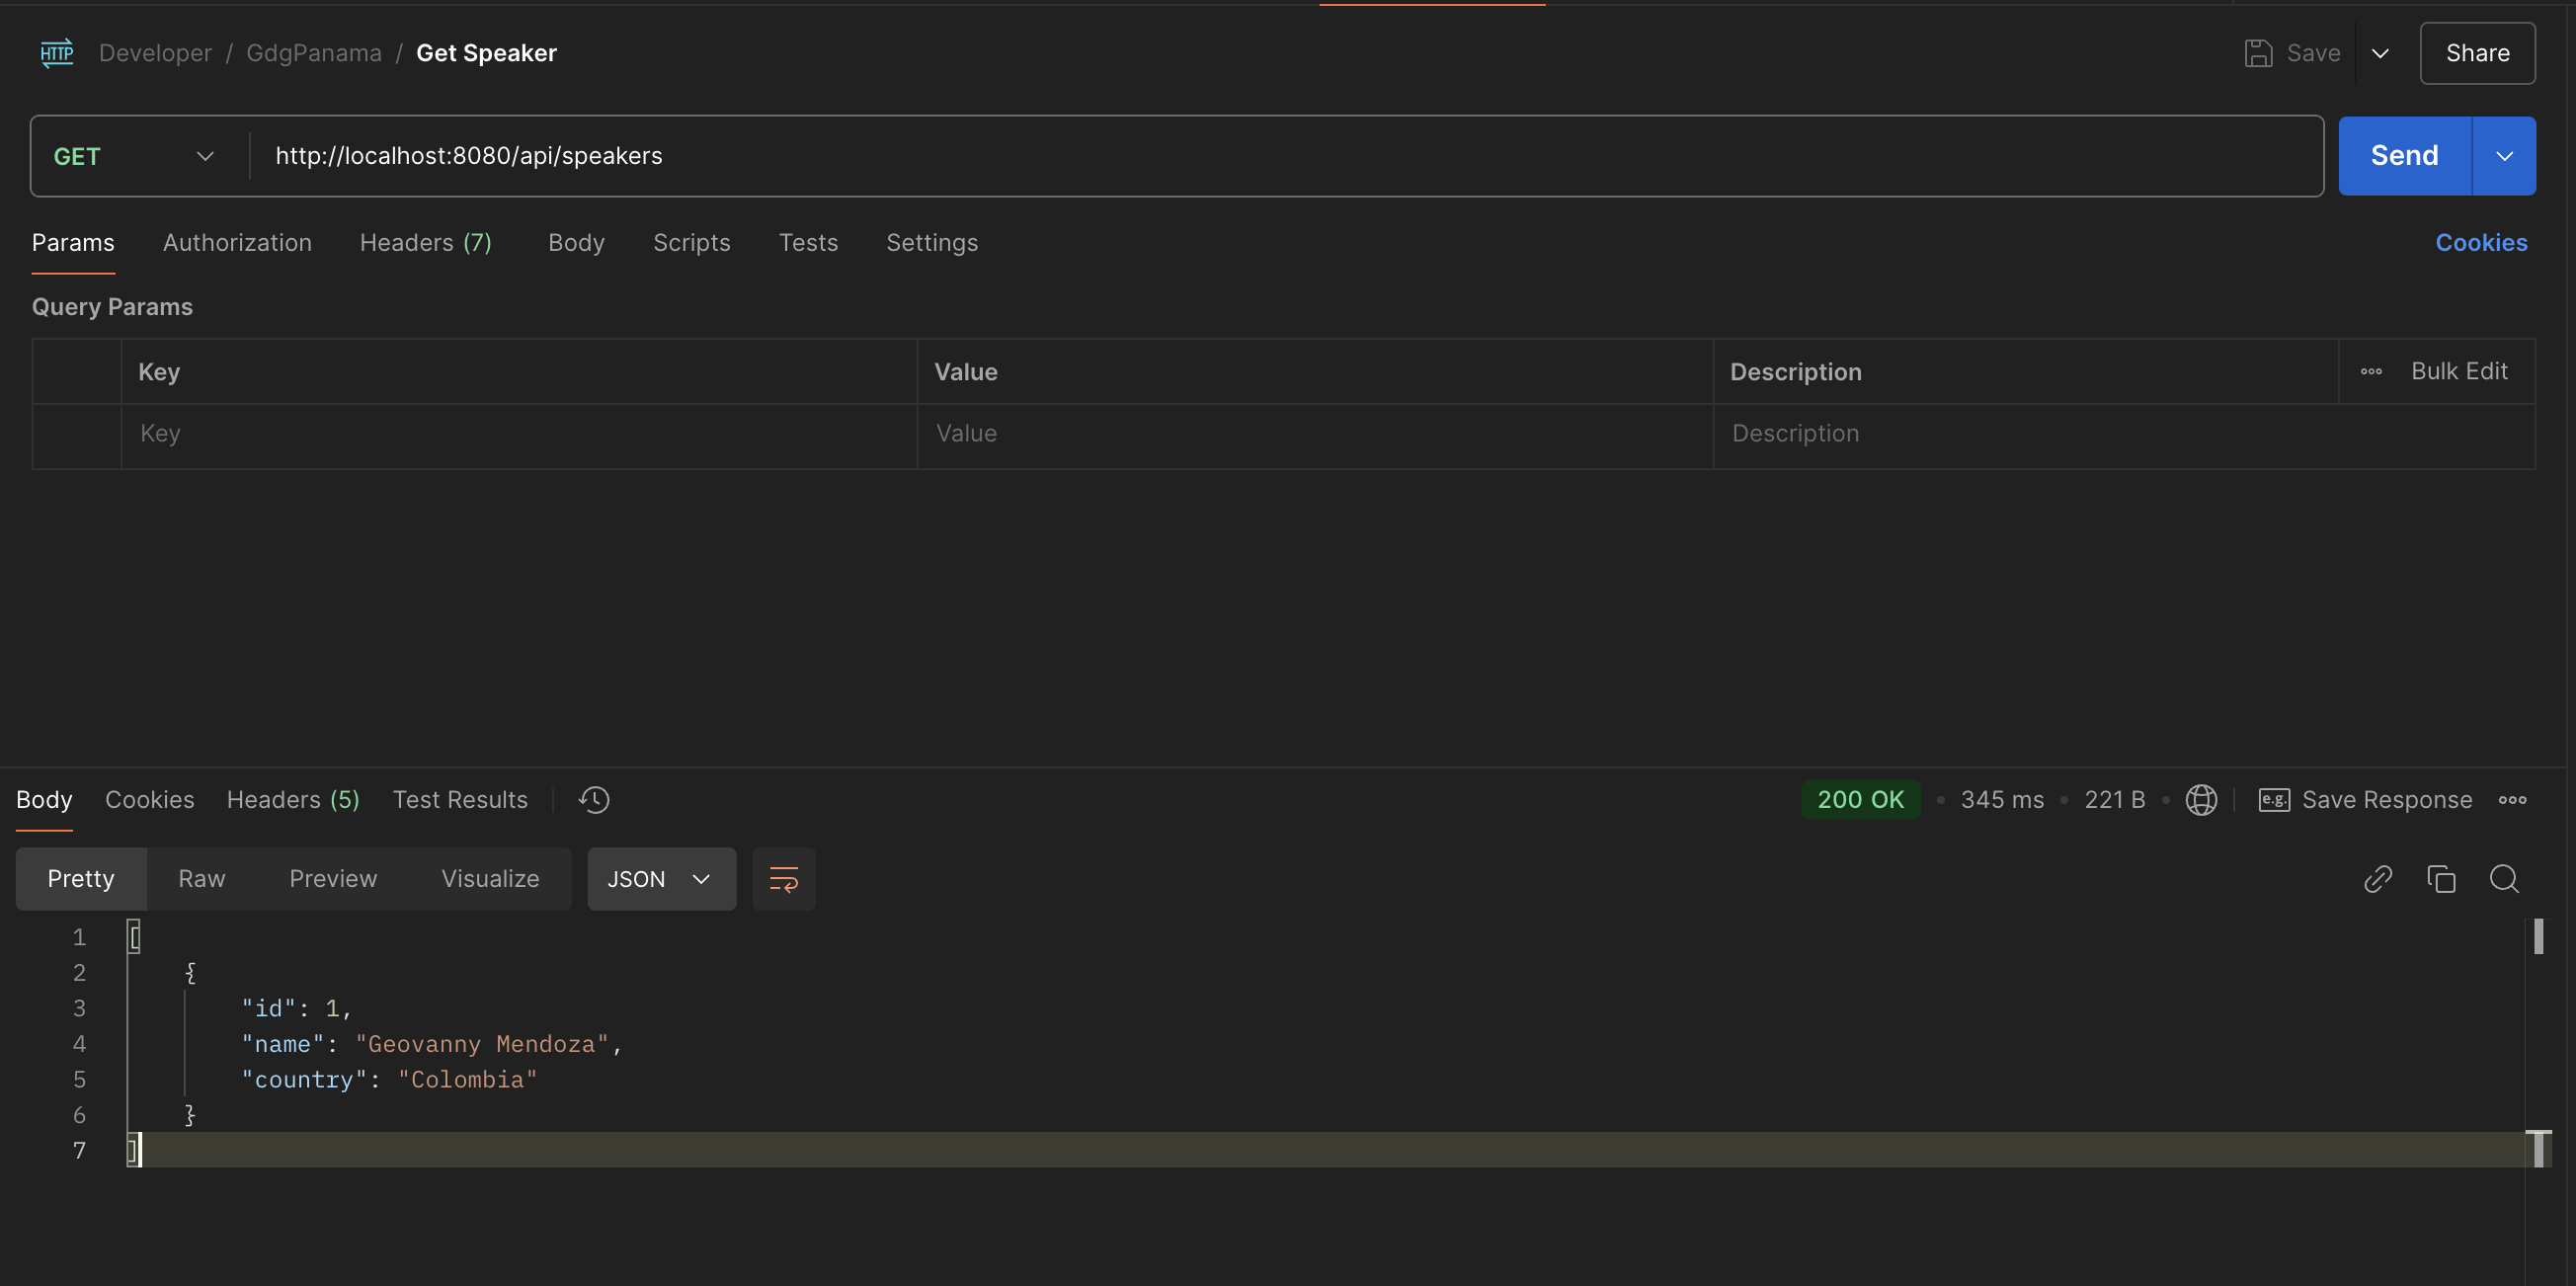 HTTP Developer / GdgPanama / Get Speaker Save Share
GET http://localhost:8080/api/speakers Send
Params Authorization Headers (7) Body Scripts Tests Settings Cookies
Query Params
Key Value Description Bulk Edit
Key Value Description
Body Cookies Headers (5) Test Results 200 OK • 345 ms • 221 B • e.g. Save Response
Pretty Raw Preview Visualize JSON
1 [
2 {
3 "id": 1,
4 "name": "Geovanny Mendoza",
5 "country": "Colombia"
6 }
7 ]